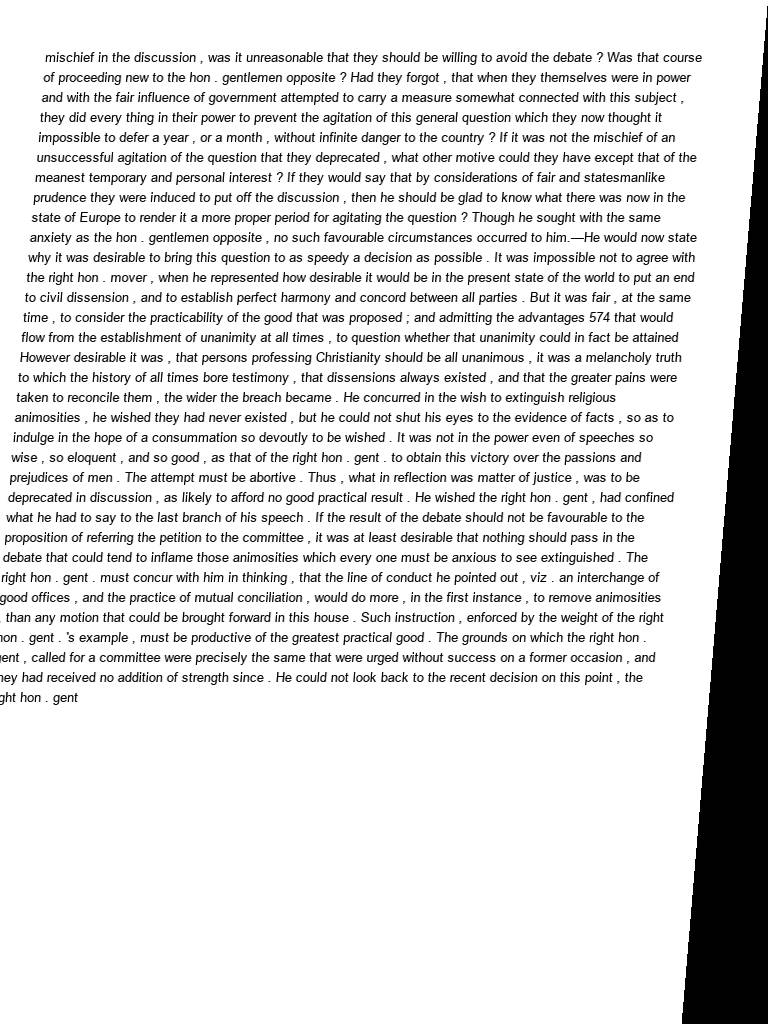 mischief in the discussion , was it unreasonable that they should be willing to avoid the debate ? Was that course
of proceeding new to the hon . gentlemen opposite ? Had they forgot , that when they themselves were in power
and with the fair influence of government attempted to carry a measure somewhat connected with this subject ,
they did every thing in their power to prevent the agitation of this general question which they now thought it
impossible to defer a year , or a month , without infinite danger to the country ? If it was not the mischief of an
unsuccessful agitation of the question that they deprecated , what other motive could they have except that of the
meanest temporary and personal interest ? If they would say that by considerations of fair and statesmanlike
prudence they were induced to put off the discussion , then he should be glad to know what there was now in the
state of Europe to render it a more proper period for agitating the question ? Though he sought with the same
anxiety as the hon . gentlemen opposite , no such favourable circumstances occurred to him.—He would now state
why it was desirable to bring this question to as speedy a decision as possible . It was impossible not to agree with
the right hon . mover , when he represented how desirable it would be in the present state of the world to put an end
to civil dissension , and to establish perfect harmony and concord between all parties . But it was fair , at the same
time , to consider the practicability of the good that was proposed ; and admitting the advantages 574 that would
flow from the establishment of unanimity at all times , to question whether that unanimity could in fact be attained
However desirable it was , that persons professing Christianity should be all unanimous , it was a melancholy truth
to which the history of all times bore testimony , that dissensions always existed , and that the greater pains were
taken to reconcile them , the wider the breach became . He concurred in the wish to extinguish religious
animosities , he wished they had never existed , but he could not shut his eyes to the evidence of facts , so as to
indulge in the hope of a consummation so devoutly to be wished . It was not in the power even of speeches so
wise , so eloquent , and so good , as that of the right hon . gent . to obtain this victory over the passions and
prejudices of men . The attempt must be abortive . Thus , what in reflection was matter of justice , was to be
deprecated in discussion , as likely to afford no good practical result . He wished the right hon . gent , had confined
what he had to say to the last branch of his speech . If the result of the debate should not be favourable to the
proposition of referring the petition to the committee , it was at least desirable that nothing should pass in the
debate that could tend to inflame those animosities which every one must be anxious to see extinguished . The
right hon . gent . must concur with him in thinking , that the line of conduct he pointed out , viz . an interchange of
good offices , and the practice of mutual conciliation , would do more , in the first instance , to remove animosities
, than any motion that could be brought forward in this house . Such instruction , enforced by the weight of the right
hon . gent . 's example , must be productive of the greatest practical good . The grounds on which the right hon .
gent , called for a committee were precisely the same that were urged without success on a former occasion , and
they had received no addition of strength since . He could not look back to the recent decision on this point , the
right hon . gent